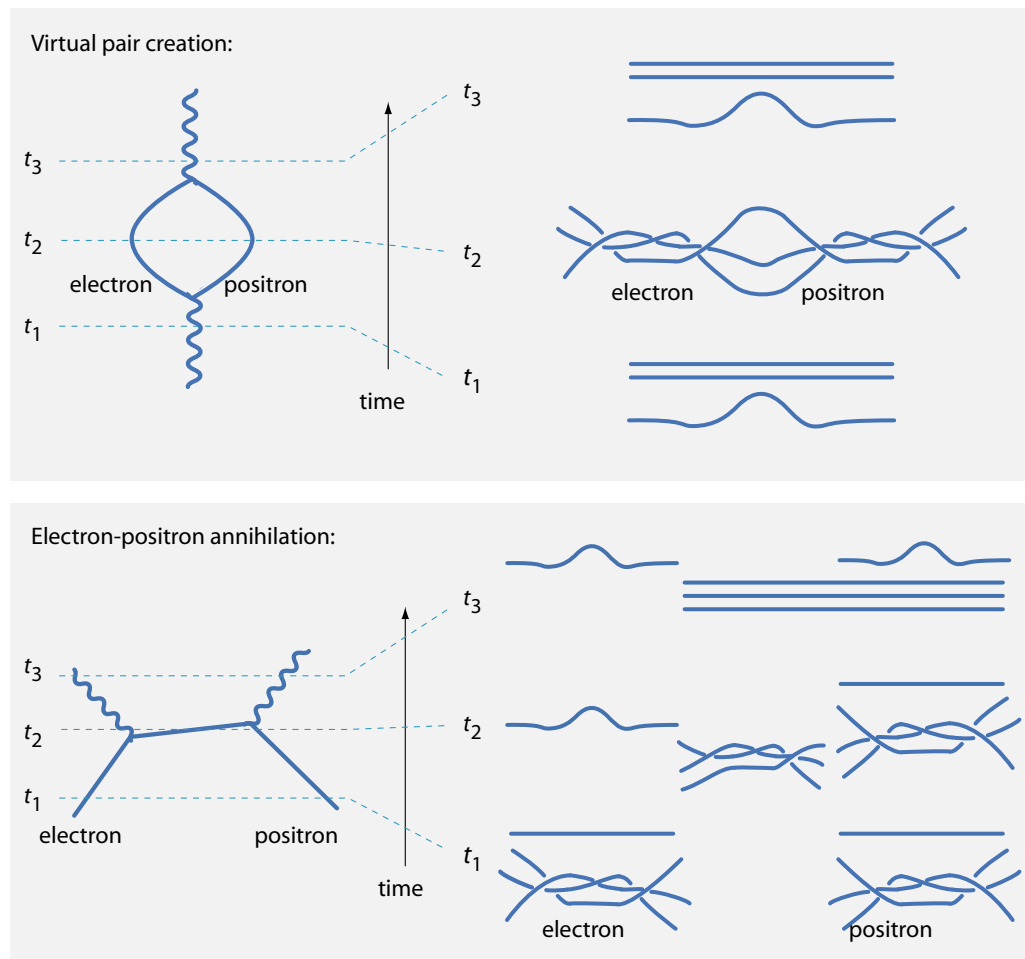 Virtual pair creation:
t3
t3
t2
t2
electron
positron
electron
positron
t1
t1
time
Electron-positron annihilation:
t3
t3
t2
t2
t1
electron
positron
t1
time
electron
positron